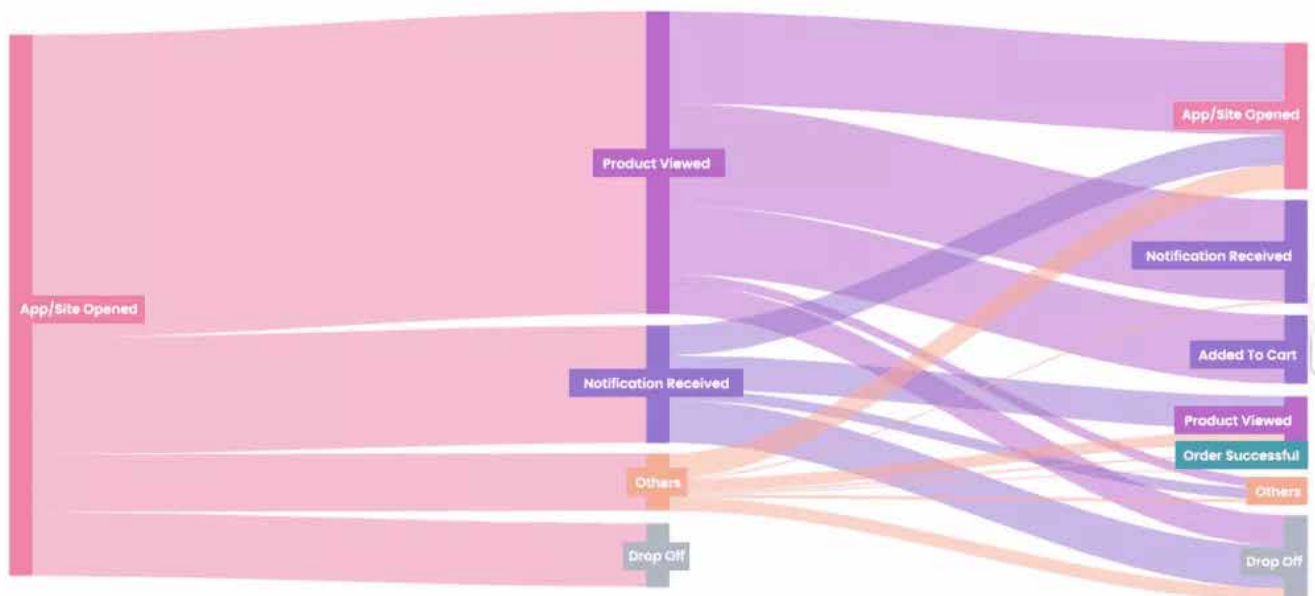 App/Site Opened
Product Viewed
Notification Received
Others
Drop Off
App/Site Opened
Notification Received
Added To Cart
Product Viewed
Order Successful
Others
Drop Off